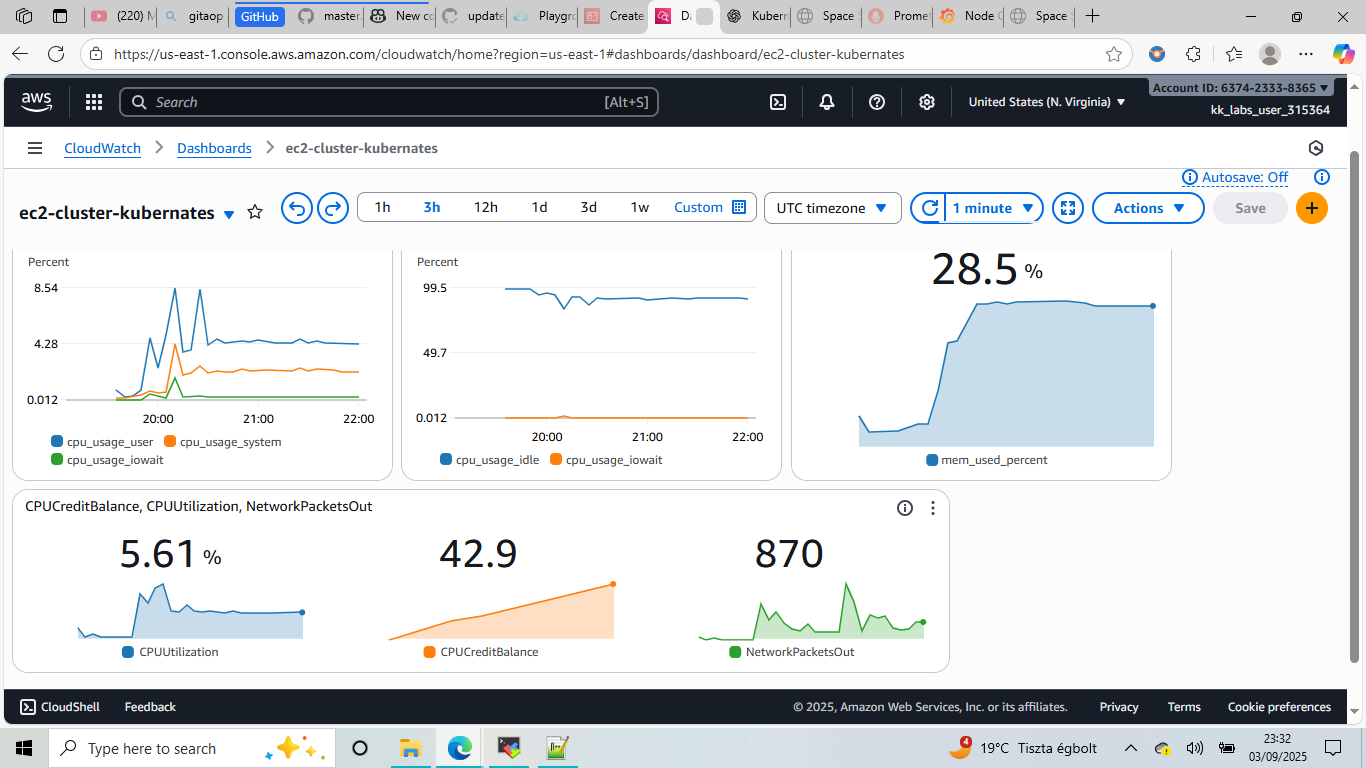 (220) M
gitaop
GitHub
master.
New cc
update
Playgro
Create
Da
Kubern
Space S
Promet
Node G
Space S
https://us-east-1.console.aws.amazon.com/cloudwatch/home?region=us-east-1#dashboards/dashboard/ec2-cluster-kubernates
aws
Search
[Alt+S]
United States (N. Virginia)
Account ID: 6374-2333-8365
kk_labs_user_315364
CloudWatch
Dashboards
ec2-cluster-kubernates
Autosave: Off
ec2-cluster-kubernates
1h 3h 12h 1d 3d 1w Custom
UTC timezone
1 minute
Actions
Save
Percent
8.54
4.28
0.012
20:00 21:00 22:00
cpu_usage_user cpu_usage_system
cpu_usage_iowait
Percent
99.5
49.7
0.012
20:00 21:00 22:00
cpu_usage_idle cpu_usage_iowait
28.5 %
mem_used_percent
CPUCreditBalance, CPUUtilization, NetworkPacketsOut
5.61 %
CPUUtilization
42.9
CPUCreditBalance
870
NetworkPacketsOut
CloudShell Feedback
© 2025, Amazon Web Services, Inc. or its affiliates.
Privacy Terms Cookie preferences
Type here to search
4
19°C Tiszta égbolt
23:32
03/09/2025